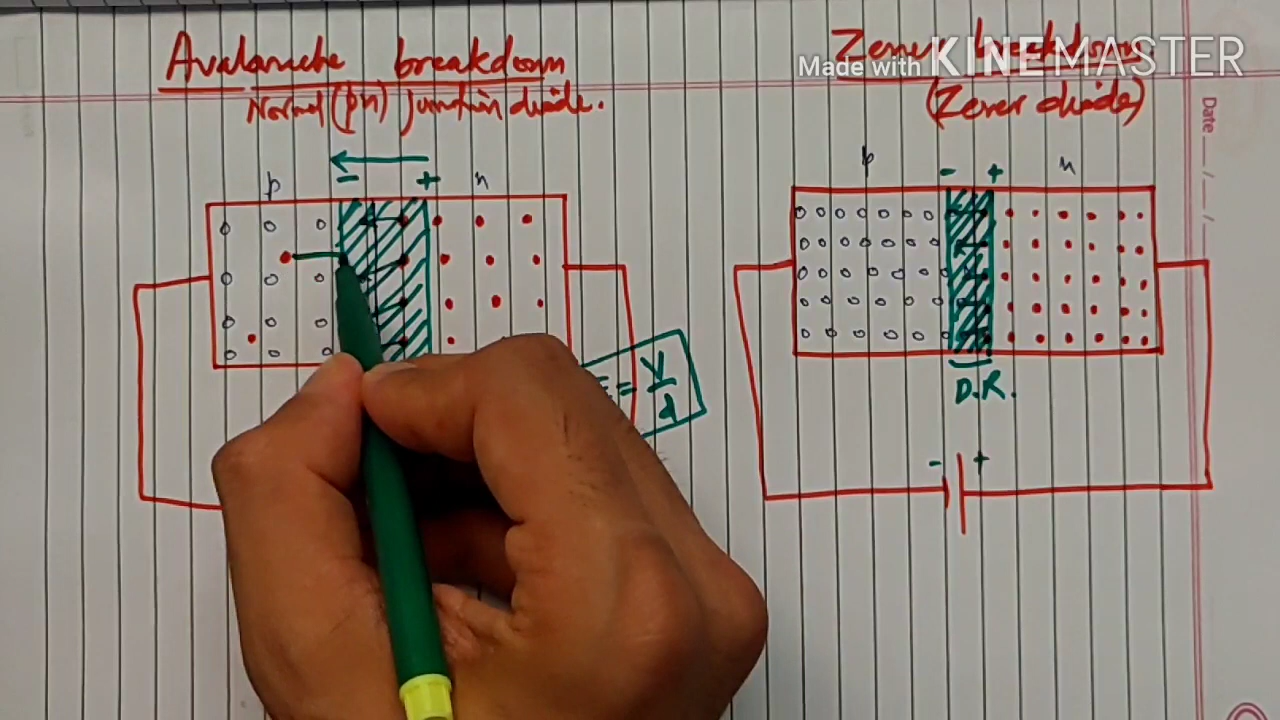 Avalanche breakdown
Normal (pn) Junction diode.
Zener breakdown.
(Zener diode)
Made with KINEMASTER
Date
p
-
+
n
p
-
+
n
= V/d
D.R.
-
+